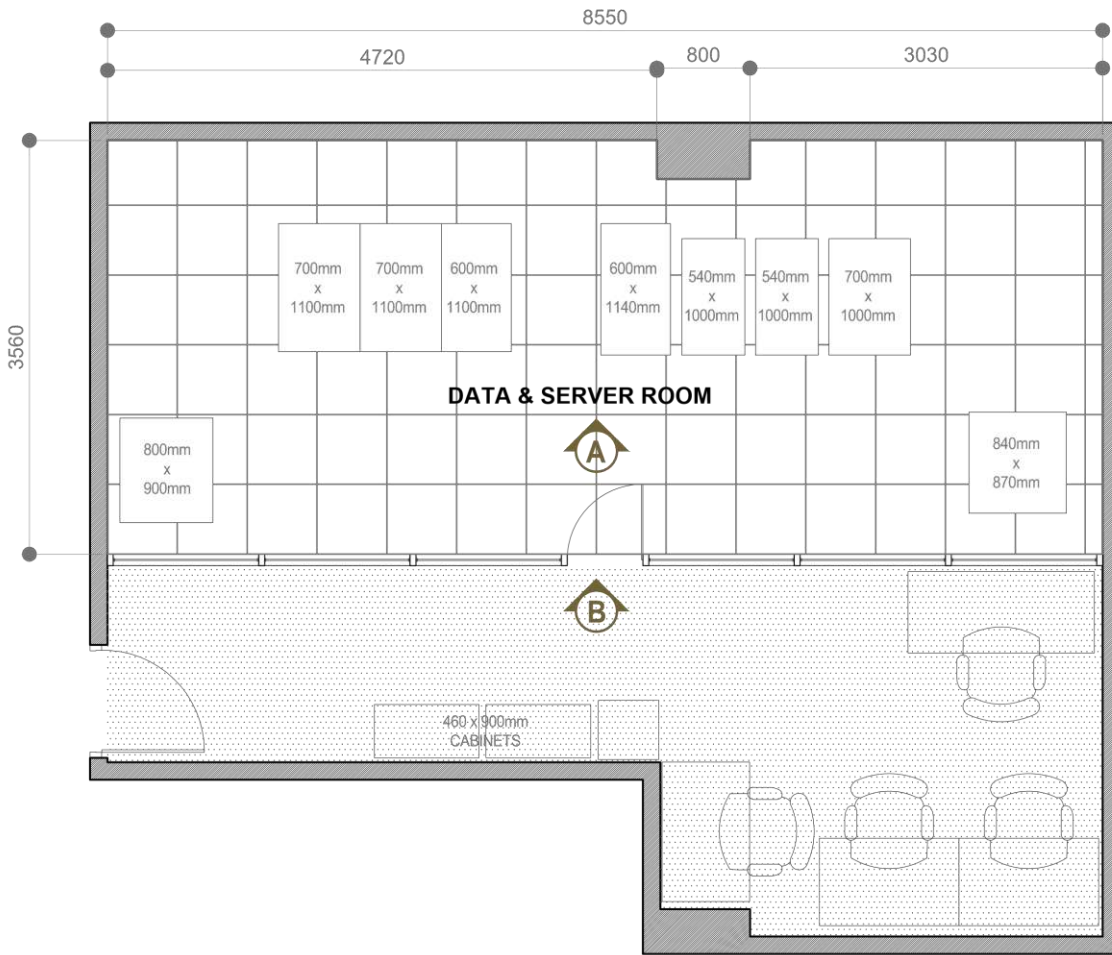 8550
4720
800
3030
3560
700mm
x
1100mm
700mm
x
1100mm
600mm
x
1100mm
600mm
x
1140mm
540mm
x
1000mm
540mm
x
1000mm
700mm
x
1000mm
DATA & SERVER ROOM
A
800mm
x
900mm
840mm
x
870mm
B
460 x 900mm
CABINETS